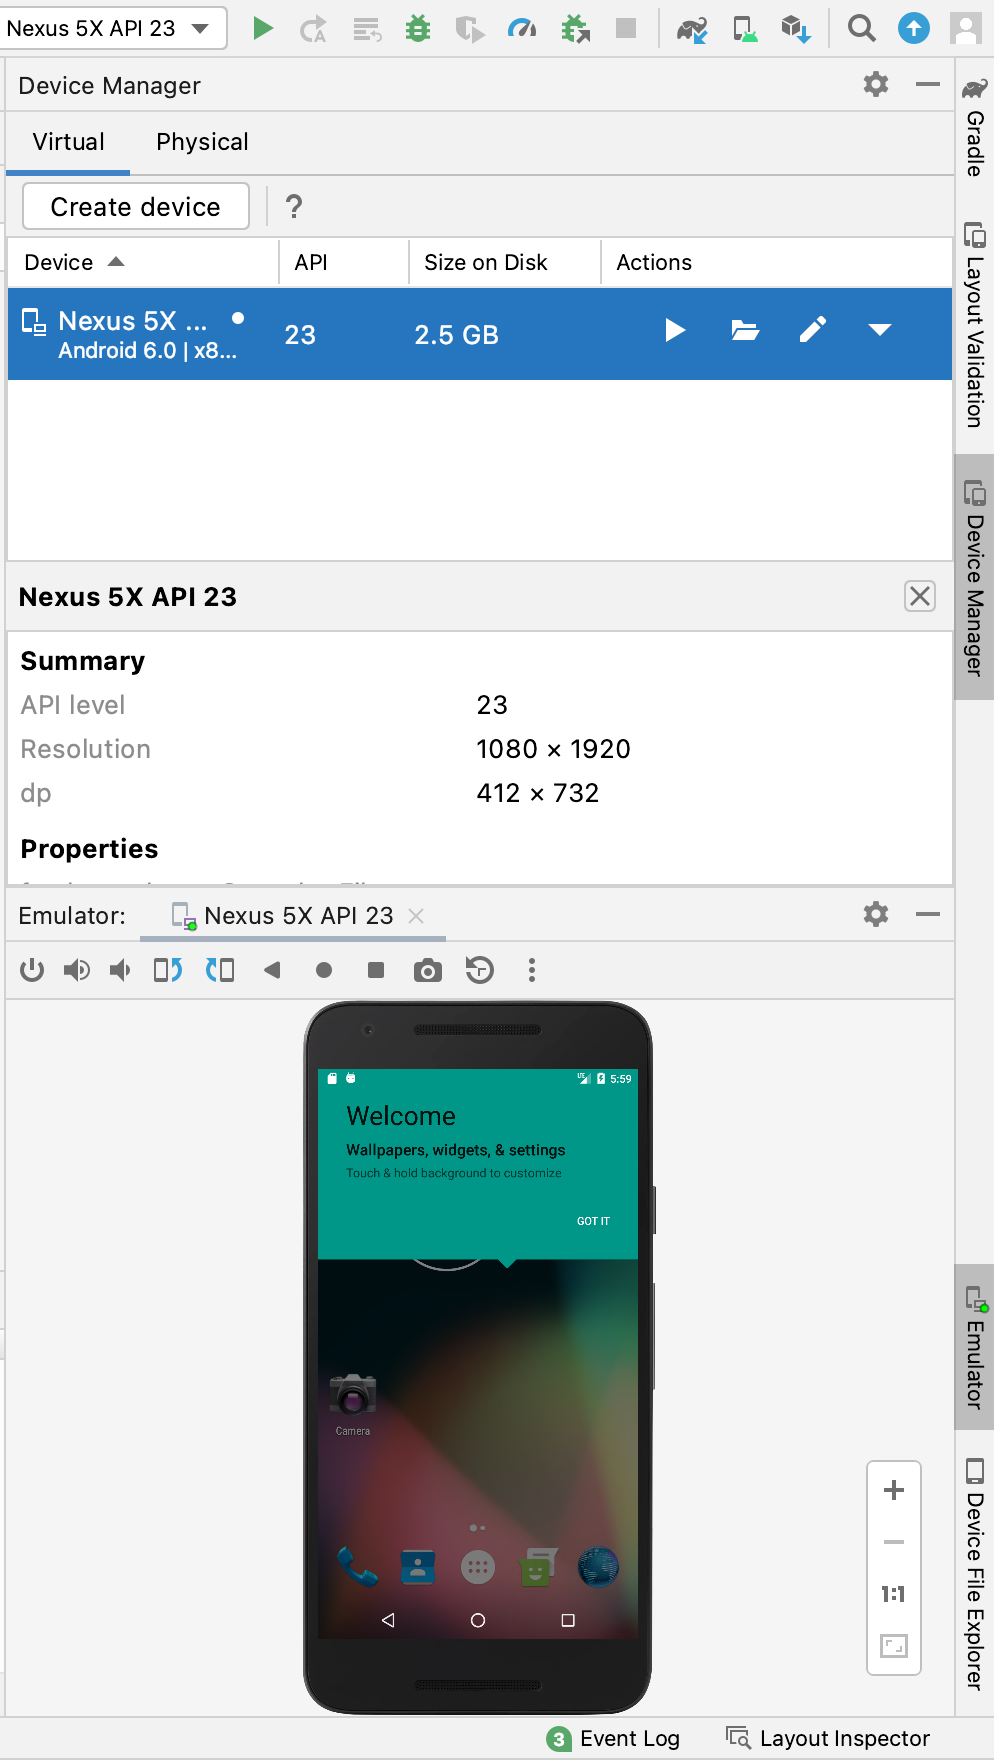 Nexus 5X API 23
Device Manager
Virtual
Physical
Create device
?
Device
API
Size on Disk
Actions
Nexus 5X ...
Android 6.0 | x8...
23
2.5 GB
Nexus 5X API 23
Summary
API level
23
Resolution
1080 × 1920
dp
412 × 732
Properties
Emulator:
Nexus 5X API 23
LTE
5:59
Welcome
Wallpapers, widgets, & settings
Touch & hold background to customize
GOT IT
Camera
1:1
Gradle
Layout Validation
Device Manager
Emulator
Device File Explorer
3
Event Log
Layout Inspector